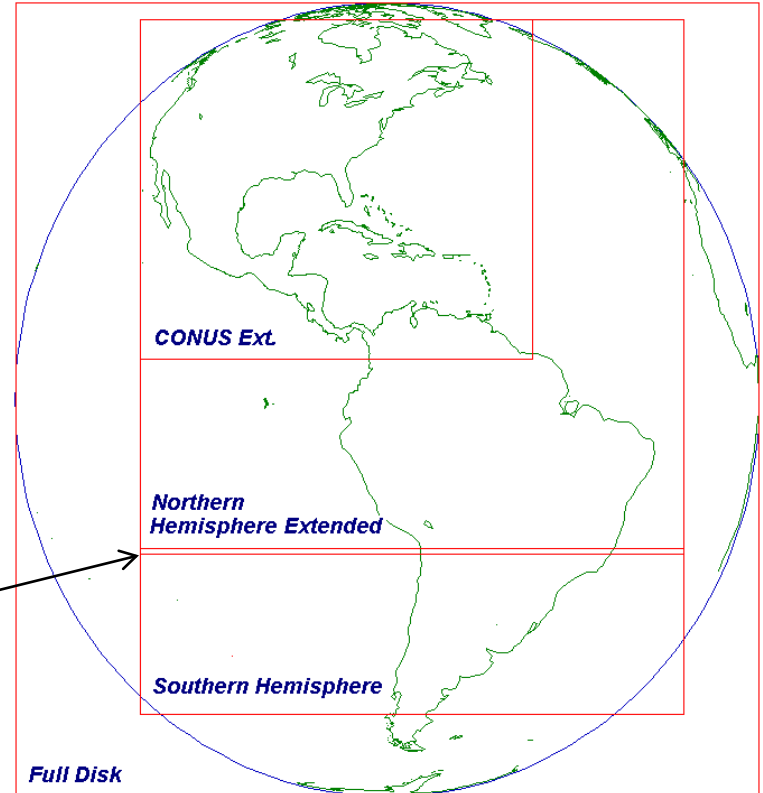 CONUS Ext.
Northern
Hemisphere Extended
Southern Hemisphere
Full Disk